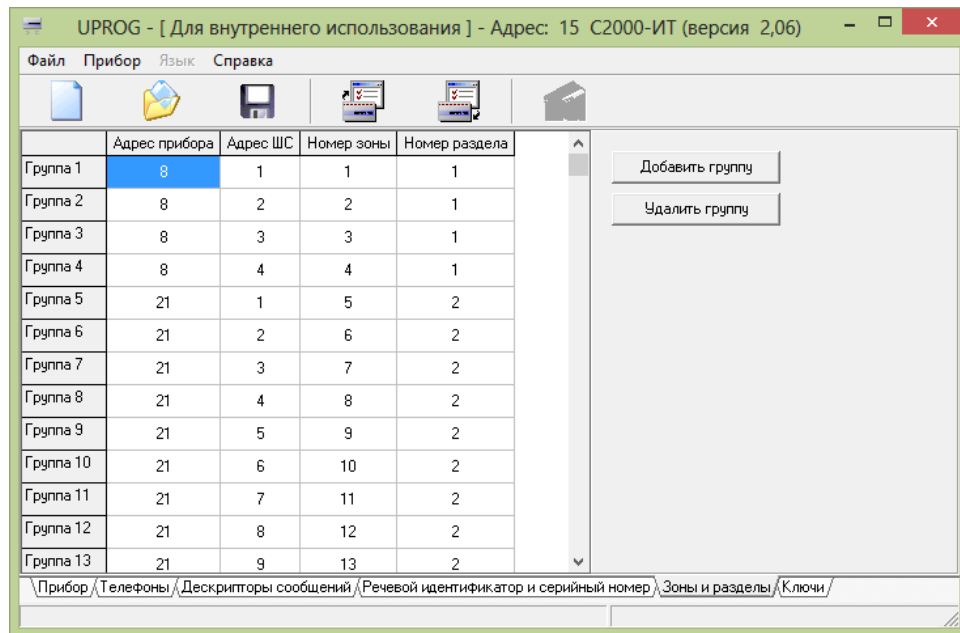 UPROG - [ Для внутреннего использования ] - Адрес: 15 С2000-ИТ (версия 2,06)
Файл Прибор Язык Справка
Адрес прибора Адрес ШС Номер зоны Номер раздела
Группа 1 8 1 1 1
Группа 2 8 2 2 1
Группа 3 8 3 3 1
Группа 4 8 4 4 1
Группа 5 21 1 5 2
Группа 6 21 2 6 2
Группа 7 21 3 7 2
Группа 8 21 4 8 2
Группа 9 21 5 9 2
Группа 10 21 6 10 2
Группа 11 21 7 11 2
Группа 12 21 8 12 2
Группа 13 21 9 13 2
Добавить группу
Удалить группу
Прибор Телефоны Дескрипторы сообщений Речевой идентификатор и серийный номер Зоны и разделы Ключи